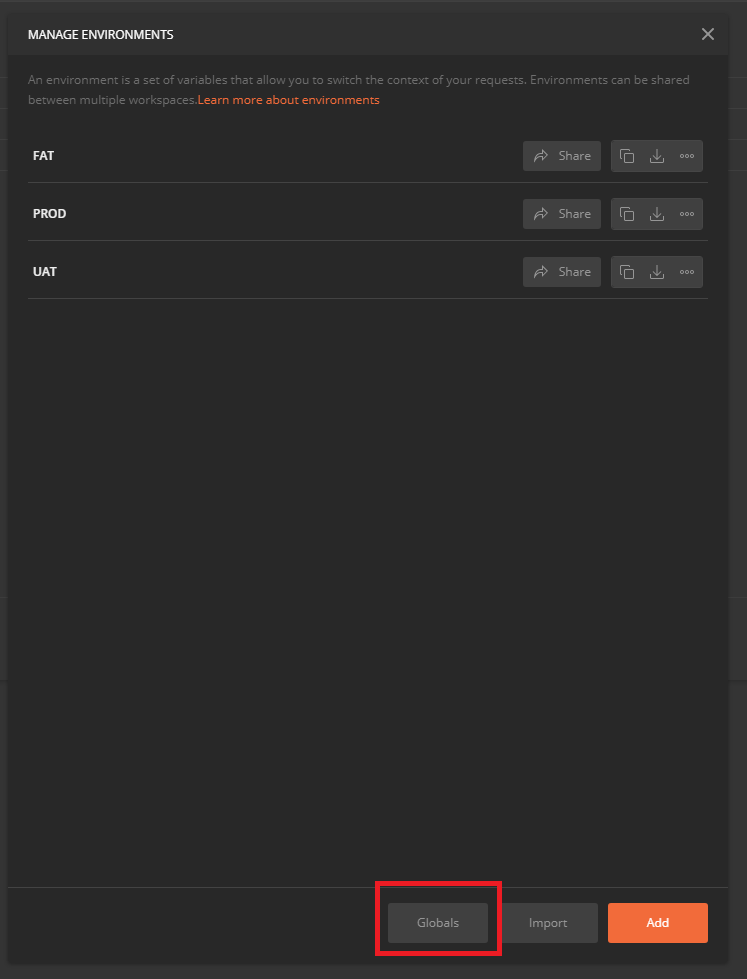 MANAGE ENVIRONMENTS
An environment is a set of variables that allow you to switch the context of your requests. Environments can be shared
between multiple workspaces.Learn more about environments
FAT Share
PROD Share
UAT Share
Globals Import Add